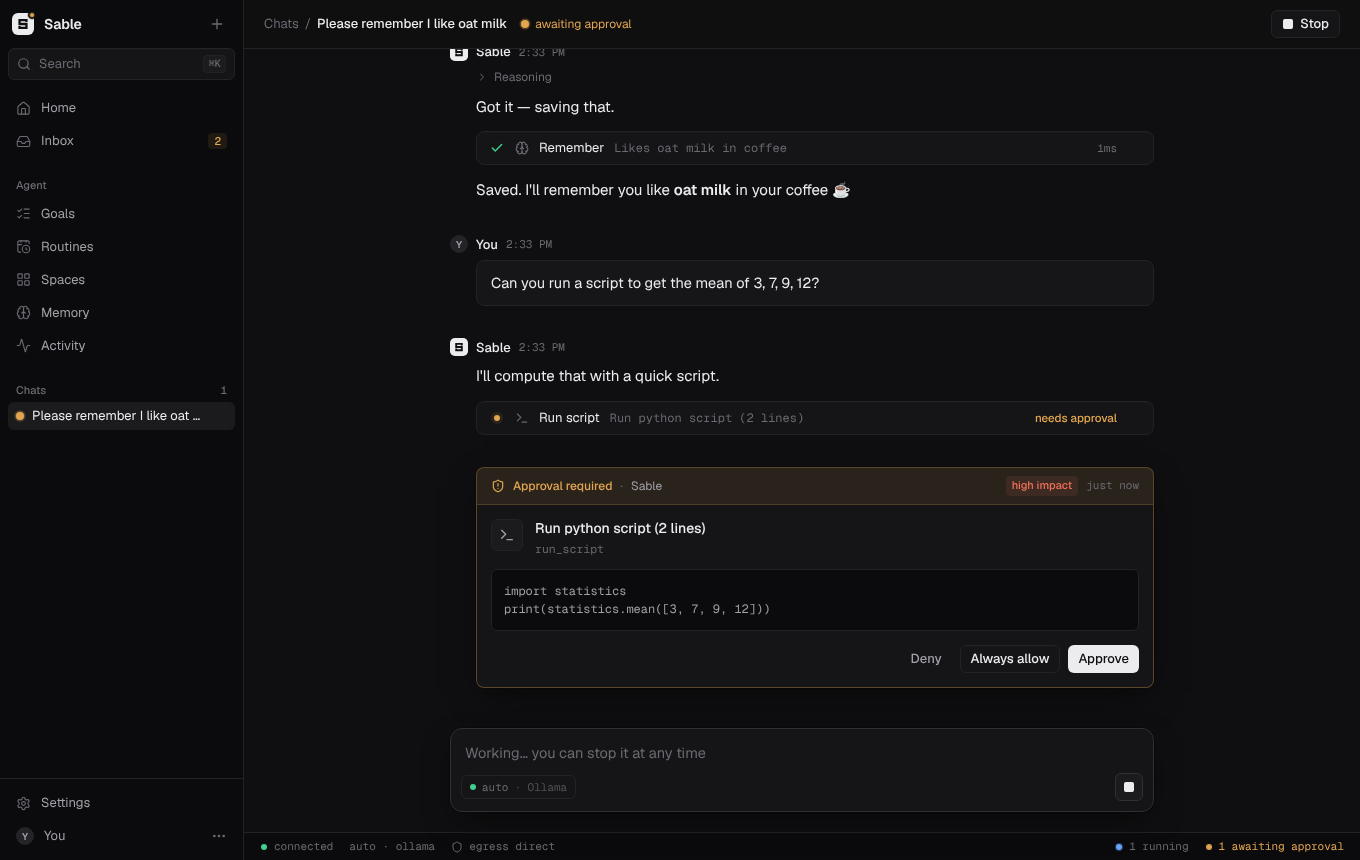 Sable
Search ⌘K
Home
Inbox 2
Agent
Goals
Routines
Spaces
Memory
Activity
Chats 1
Please remember I like oat ...
Settings
Y You
Chats / Please remember I like oat milk awaiting approval
Stop
Sable 2:33 PM
Reasoning
Got it — saving that.
Remember Likes oat milk in coffee 1ms
Saved. I'll remember you like oat milk in your coffee ☕
Y You 2:33 PM
Can you run a script to get the mean of 3, 7, 9, 12?
Sable 2:33 PM
I'll compute that with a quick script.
Run script Run python script (2 lines) needs approval
Approval required · Sable high impact just now
Run python script (2 lines)
run_script
import statistics
print(statistics.mean([3, 7, 9, 12]))
Deny Always allow Approve
Working... you can stop it at any time
auto · Ollama
connected auto · ollama egress direct 1 running 1 awaiting approval